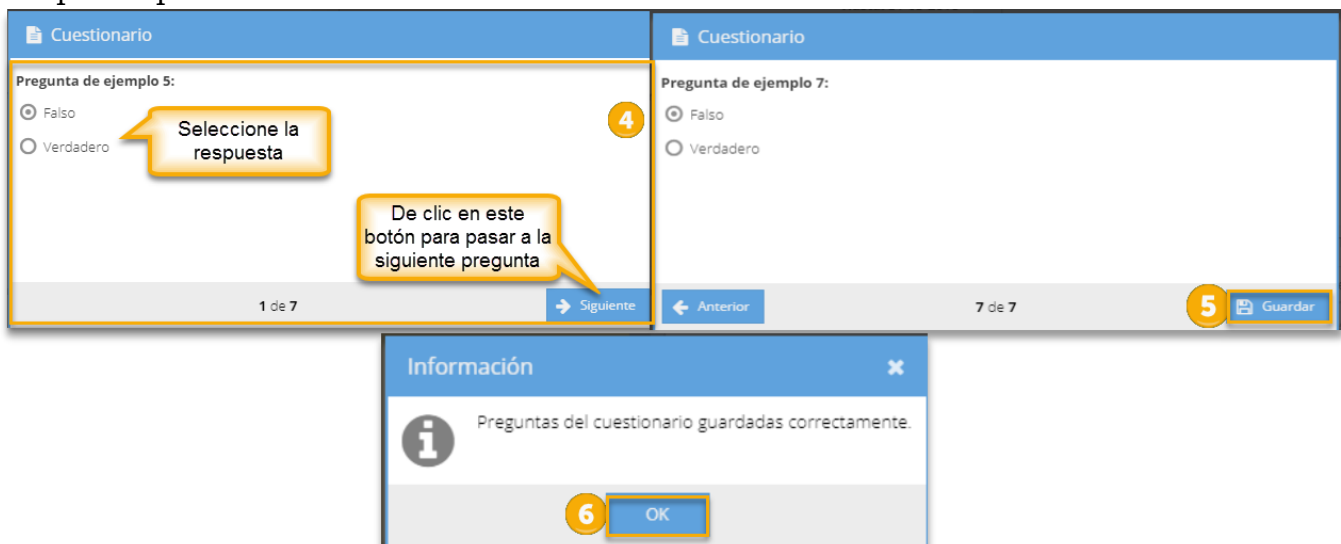 Cuestionario
Pregunta de ejemplo 5:
Falso
Verdadero
Seleccione la
respuesta
4
De clic en este
botón para pasar a la
siguiente pregunta
1 de 7
Siguiente
Cuestionario
Pregunta de ejemplo 7:
Falso
Verdadero
Anterior
7 de 7
5
Guardar
Información
Preguntas del cuestionario guardadas correctamente.
6
OK